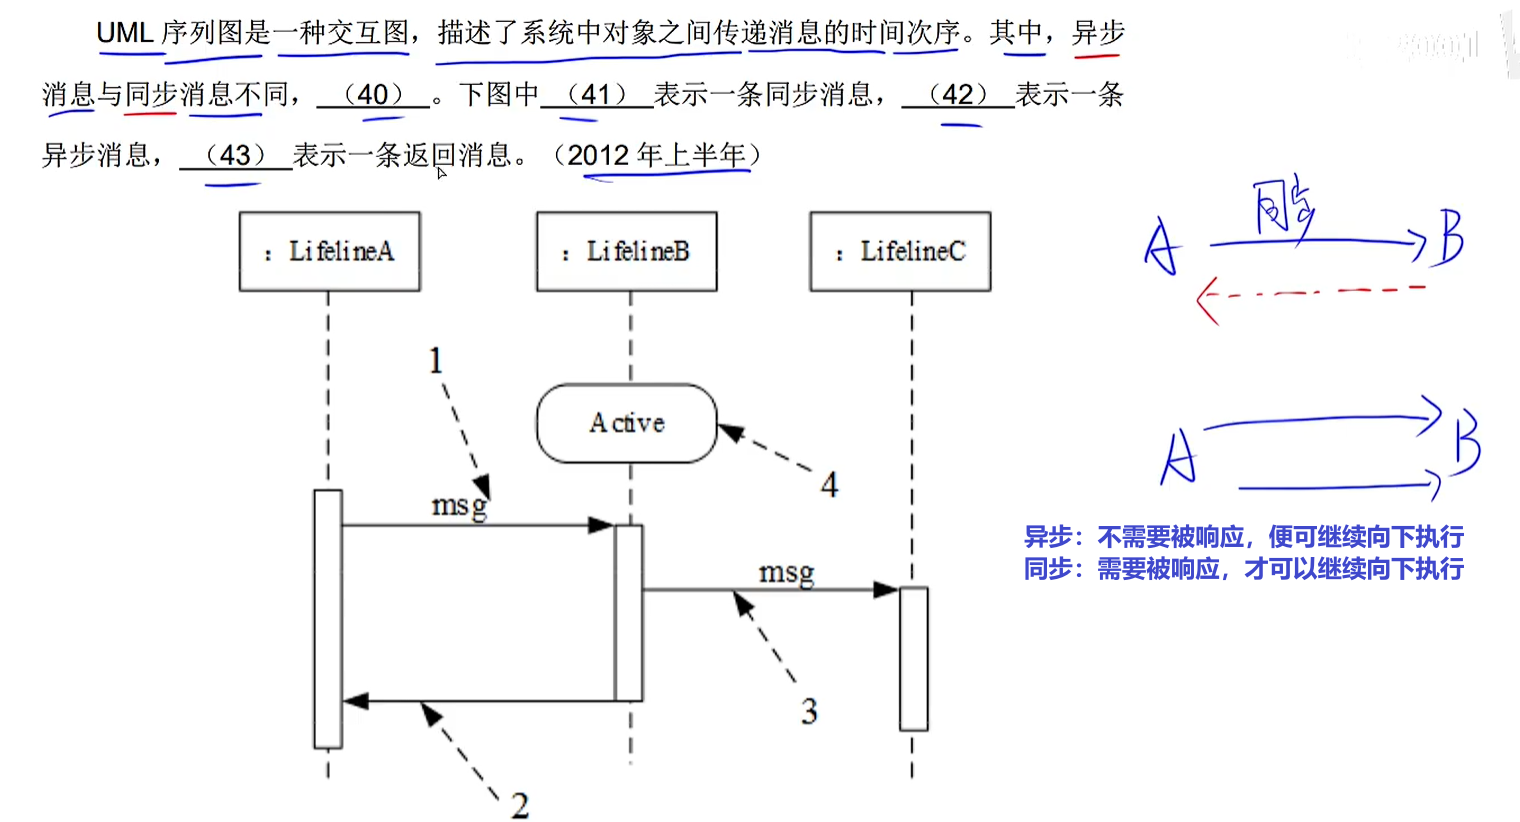 UML 序列图是一种交互图，描述了系统中对象之间传递消息的时间次序。其中，异步
消息与同步消息不同，（40）。下图中（41）表示一条同步消息，（42）表示一条
异步消息，（43）表示一条返回消息。（2012 年上半年）
：LifelineA ：LifelineB ：LifelineC
同步
A B
1
Active
4
A B
msg
异步：不需要被响应，便可继续向下执行
同步：需要被响应，才可以继续向下执行
msg
3
2